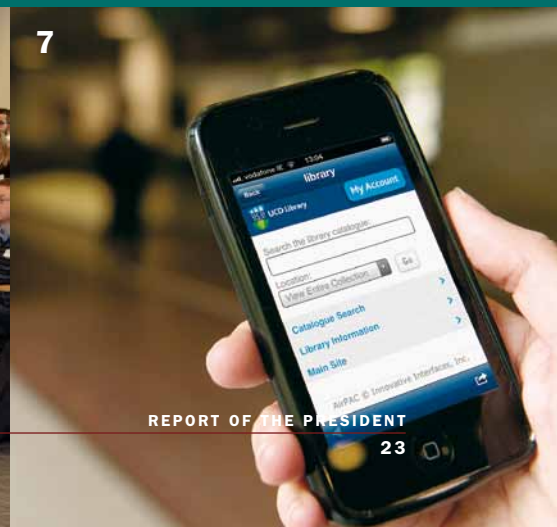 7
vodafone IE 13:04
Back
library
UCD Library
My Account
Search the library catalogue:
Location:
View Entire Collection
Go
Catalogue Search
Library Information
Main Site
AirPAC © Innovative Interfaces, Inc.
REPORT OF THE PRESIDENT
23